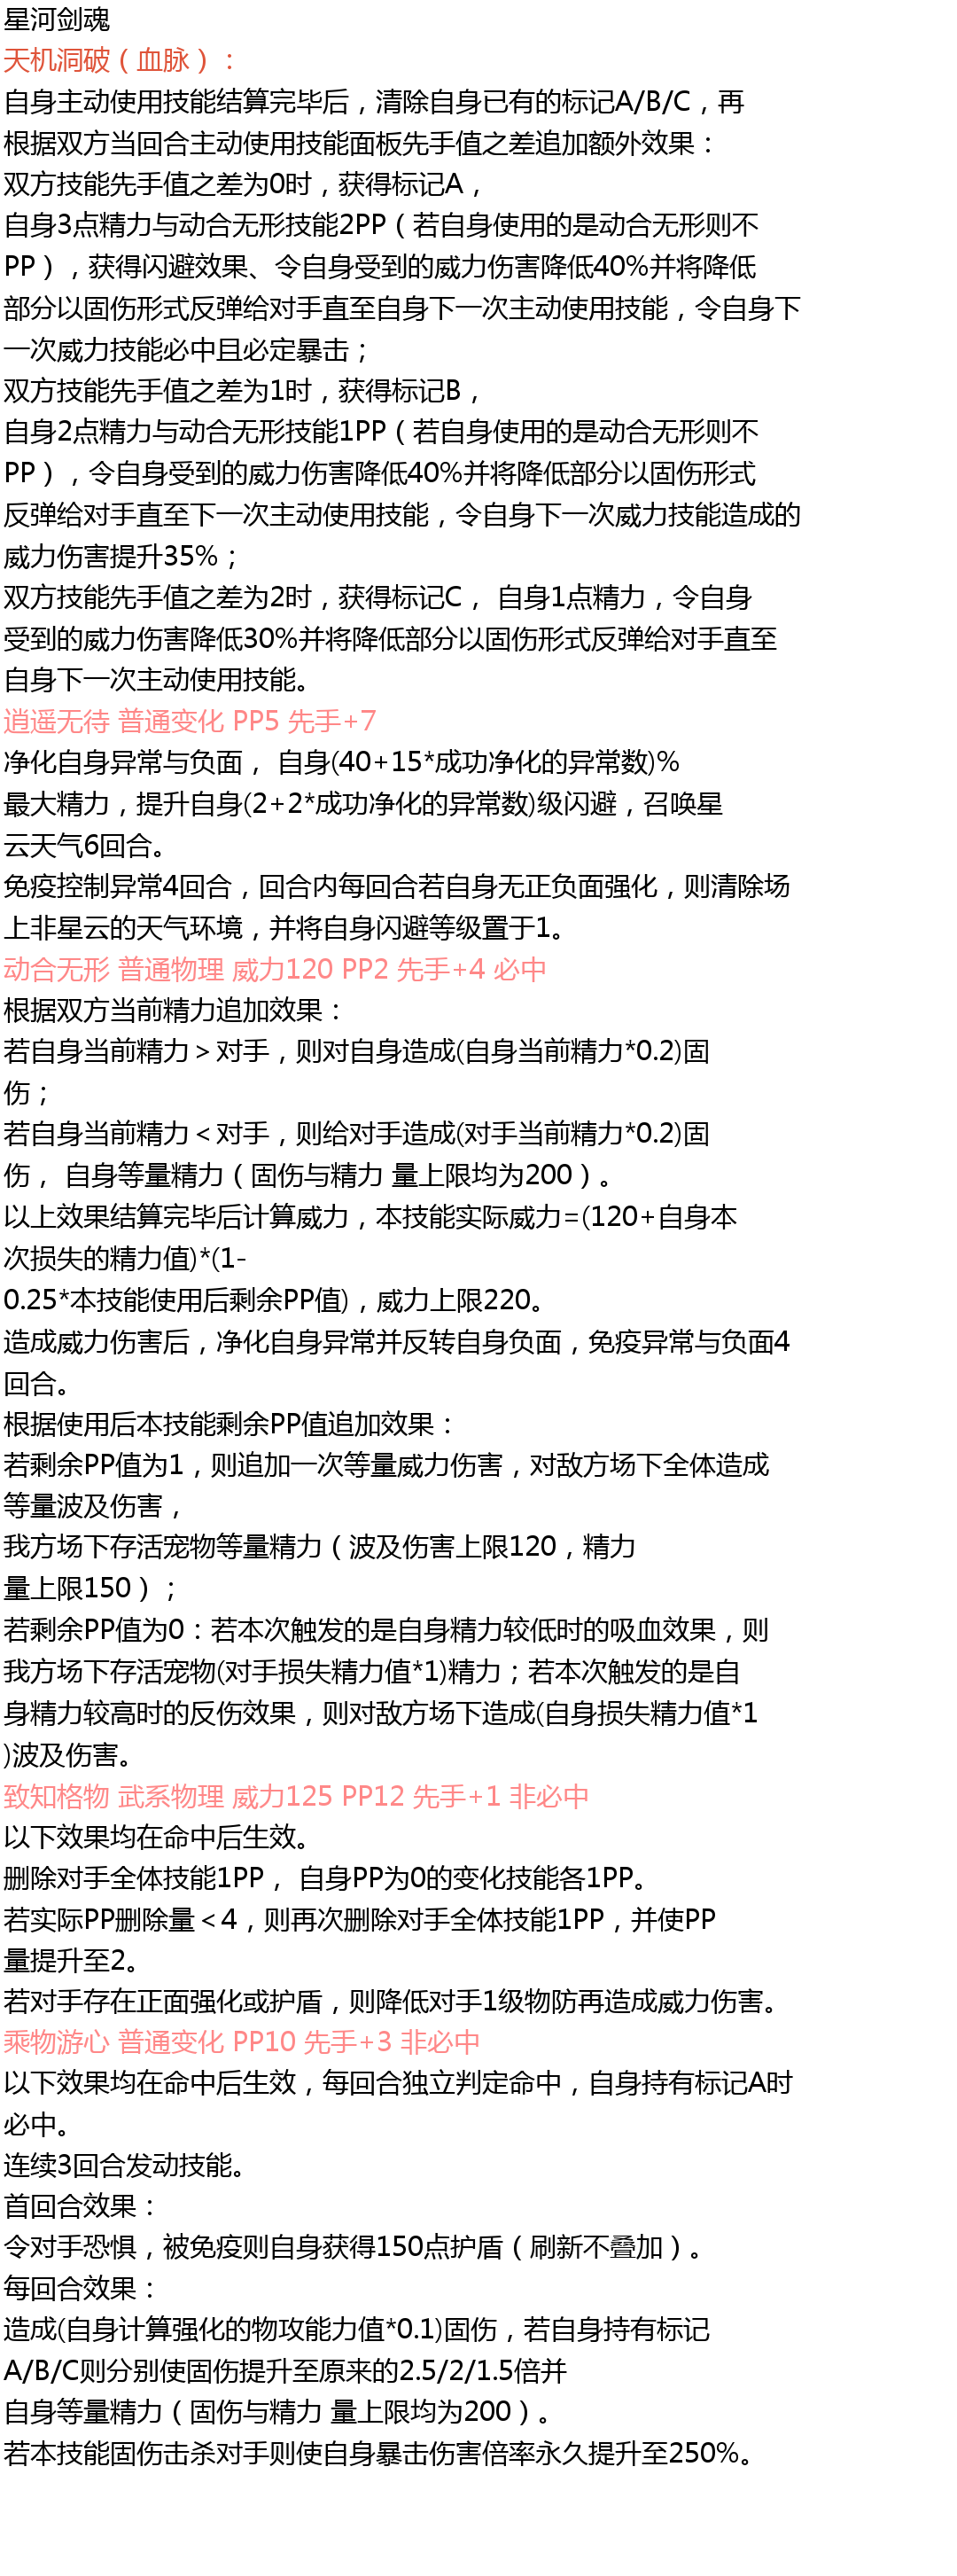 星河剑魂
天机洞破（血脉）：
自身主动使用技能结算完毕后，清除自身已有的标记A/B/C，再
根据双方当回合主动使用技能面板先手值之差追加额外效果：
双方技能先手值之差为0时，获得标记A，
自身3点精力与动合无形技能2PP（若自身使用的是动合无形则不
PP），获得闪避效果、令自身受到的威力伤害降低40%并将降低
部分以固伤形式反弹给对手直至自身下一次主动使用技能，令自身下
一次威力技能必中且必定暴击；
双方技能先手值之差为1时，获得标记B，
自身2点精力与动合无形技能1PP（若自身使用的是动合无形则不
PP），令自身受到的威力伤害降低40%并将降低部分以固伤形式
反弹给对手直至下一次主动使用技能，令自身下一次威力技能造成的
威力伤害提升35%；
双方技能先手值之差为2时，获得标记C， 自身1点精力，令自身
受到的威力伤害降低30%并将降低部分以固伤形式反弹给对手直至
自身下一次主动使用技能。
逍遥无待 普通变化 PP5 先手+7
净化自身异常与负面， 自身(40+15*成功净化的异常数)%
最大精力，提升自身(2+2*成功净化的异常数)级闪避，召唤星
云天气6回合。
免疫控制异常4回合，回合内每回合若自身无正负面强化，则清除场
上非星云的天气环境，并将自身闪避等级置于1。
动合无形 普通物理 威力120 PP2 先手+4 必中
根据双方当前精力追加效果：
若自身当前精力＞对手，则对自身造成(自身当前精力*0.2)固
伤；
若自身当前精力＜对手，则给对手造成(对手当前精力*0.2)固
伤， 自身等量精力（固伤与精力 量上限均为200）。
以上效果结算完毕后计算威力，本技能实际威力=(120+自身本
次损失的精力值)*(1-
0.25*本技能使用后剩余PP值)，威力上限220。
造成威力伤害后，净化自身异常并反转自身负面，免疫异常与负面4
回合。
根据使用后本技能剩余PP值追加效果：
若剩余PP值为1，则追加一次等量威力伤害，对敌方场下全体造成
等量波及伤害，
我方场下存活宠物等量精力（波及伤害上限120，精力
量上限150）；
若剩余PP值为0：若本次触发的是自身精力较低时的吸血效果，则
我方场下存活宠物(对手损失精力值*1)精力；若本次触发的是自
身精力较高时的反伤效果，则对敌方场下造成(自身损失精力值*1
)波及伤害。
致知格物 武系物理 威力125 PP12 先手+1 非必中
以下效果均在命中后生效。
删除对手全体技能1PP， 自身PP为0的变化技能各1PP。
若实际PP删除量＜4，则再次删除对手全体技能1PP，并使PP
量提升至2。
若对手存在正面强化或护盾，则降低对手1级物防再造成威力伤害。
乘物游心 普通变化 PP10 先手+3 非必中
以下效果均在命中后生效，每回合独立判定命中，自身持有标记A时
必中。
连续3回合发动技能。
首回合效果：
令对手恐惧，被免疫则自身获得150点护盾（刷新不叠加）。
每回合效果：
造成(自身计算强化的物攻能力值*0.1)固伤，若自身持有标记
A/B/C则分别使固伤提升至原来的2.5/2/1.5倍并
自身等量精力（固伤与精力 量上限均为200）。
若本技能固伤击杀对手则使自身暴击伤害倍率永久提升至250%。